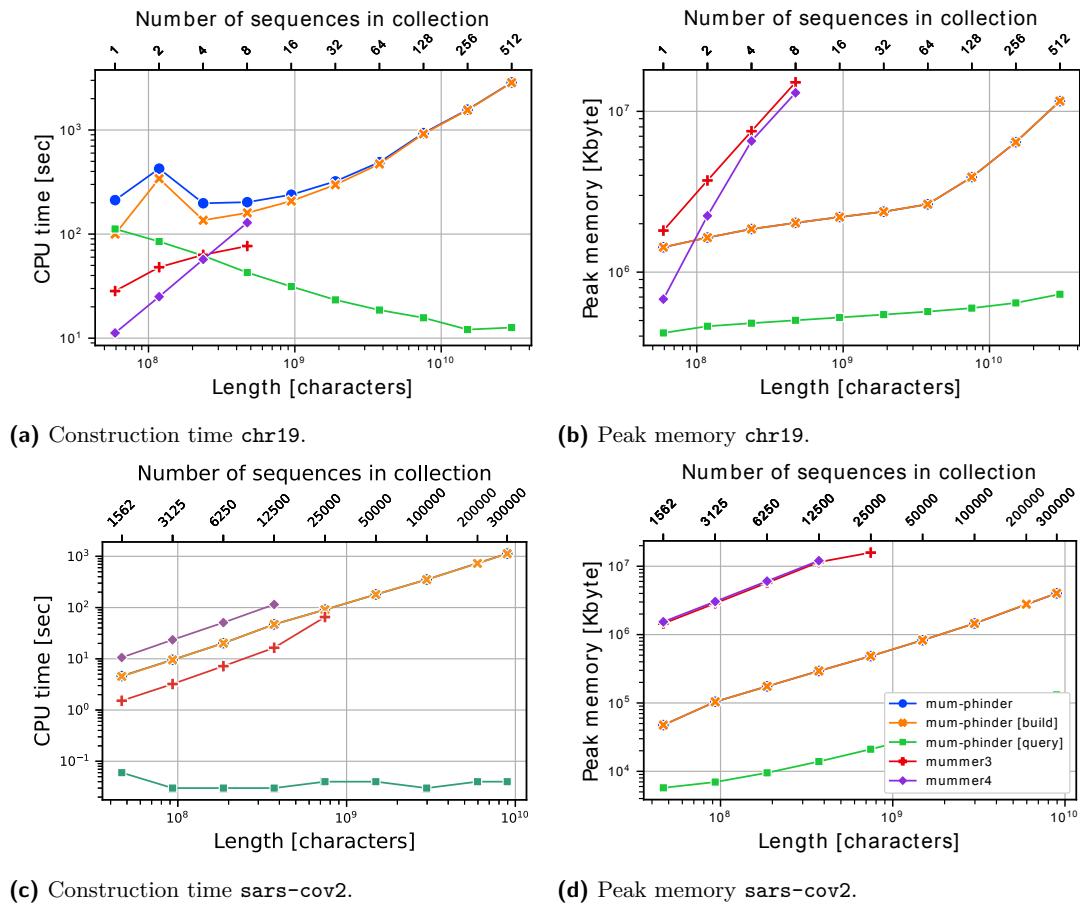 Number of sequences in collection
1 2 4 8 16 32 64 128 256 512
CPU time [sec]
10³
10²
10¹
10⁸ 10⁹ 10¹⁰
Length [characters]
(a) Construction time chr19.
Number of sequences in collection
1 2 4 8 16 32 64 128 256 512
Peak memory [Kbyte]
10⁷
10⁶
10⁸ 10⁹ 10¹⁰
Length [characters]
(b) Peak memory chr19.
Number of sequences in collection
1562 3125 6250 12500 25000 50000 100000 200000 300000
CPU time [sec]
10³
10²
10¹
10⁰
10⁻¹
10⁸ 10⁹ 10¹⁰
Length [characters]
(c) Construction time sars-cov2.
Number of sequences in collection
1562 3125 6250 12500 25000 50000 100000 200000 300000
Peak memory [Kbyte]
10⁷
10⁶
10⁵
10⁴
mum-phinder
mum-phinder [build]
mum-phinder [query]
mummer3
mummer4
10⁸ 10⁹ 10¹⁰
Length [characters]
(d) Peak memory sars-cov2.